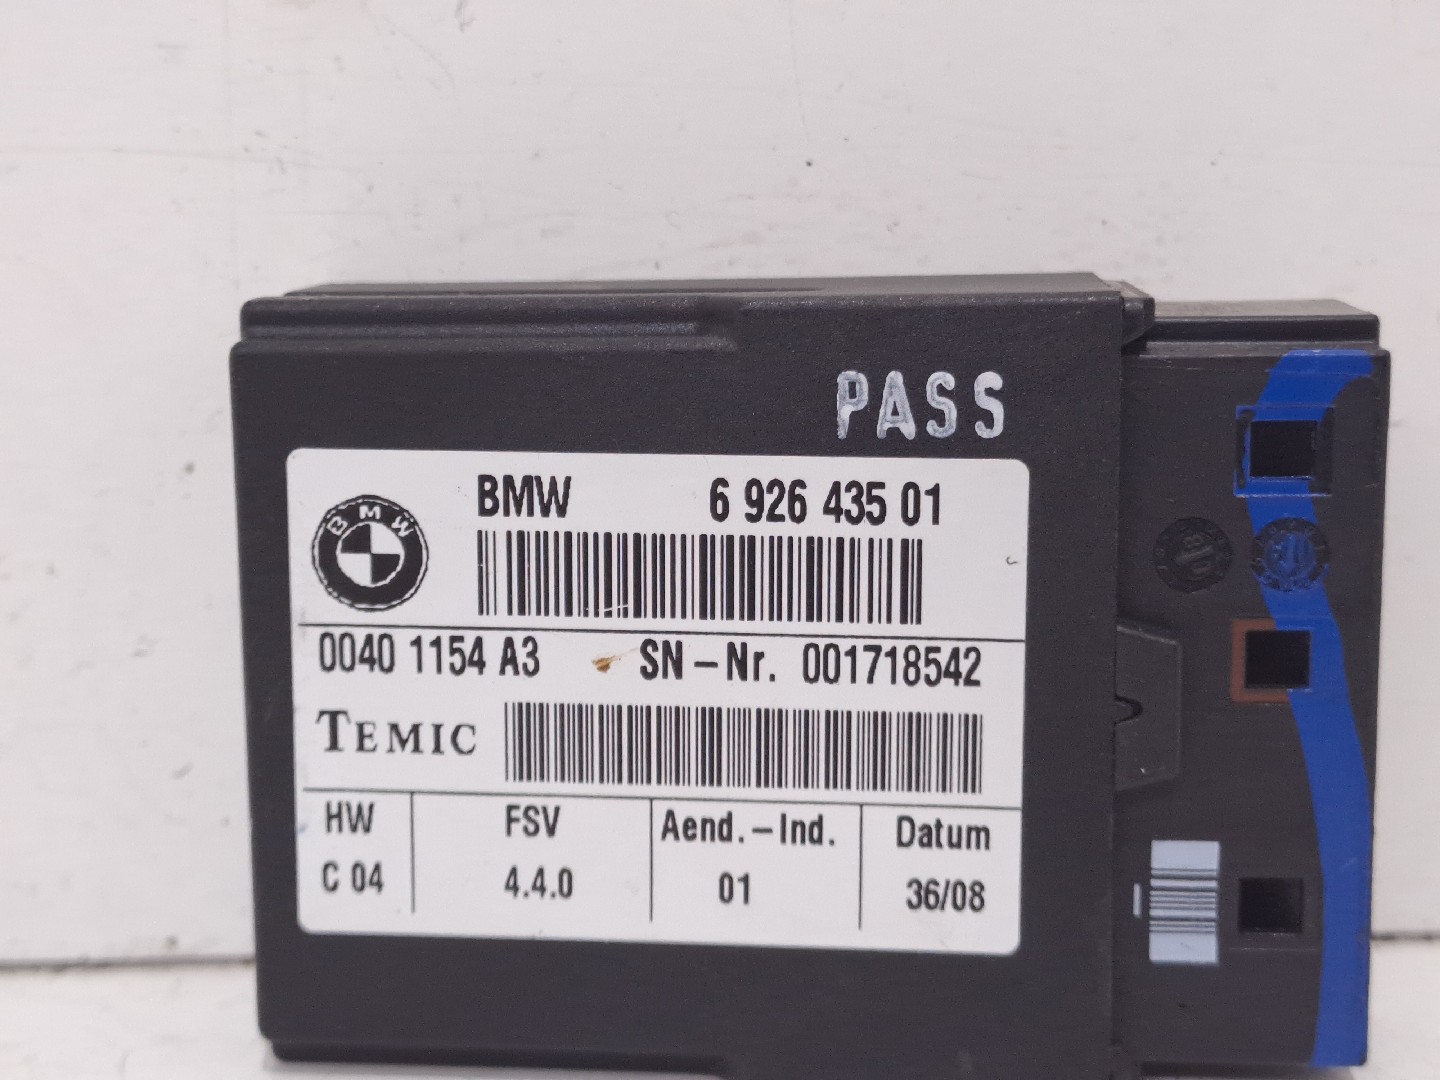 PASS
BMW 6 926 435 01
BMW
0040 1154 A3 SN-Nr. 001718542
TEMIC
HW FSV Aend.-Ind. Datum
C 04 4.4.0 01 36/08